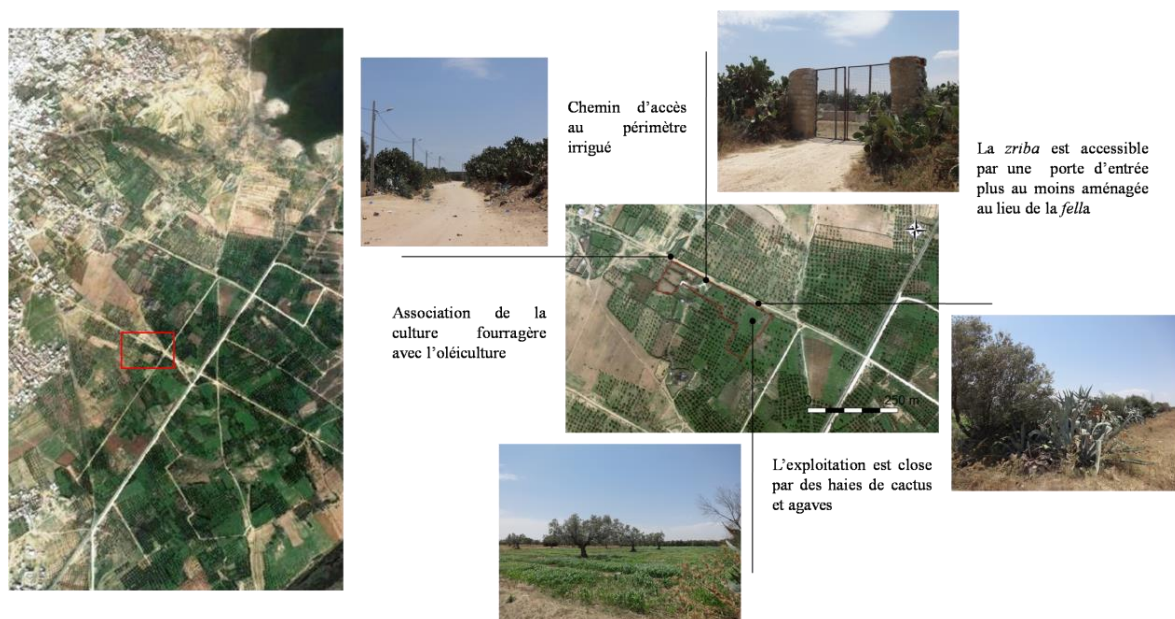 Chemin d'accès
au périmètre
irrigué
La zriba est accessible
par une porte d'entrée
plus au moins aménagée
au lieu de la fella
Association de la
culture fourragère
avec l'oléiculture
0 250 m
L'exploitation est close
par des haies de cactus
et agaves